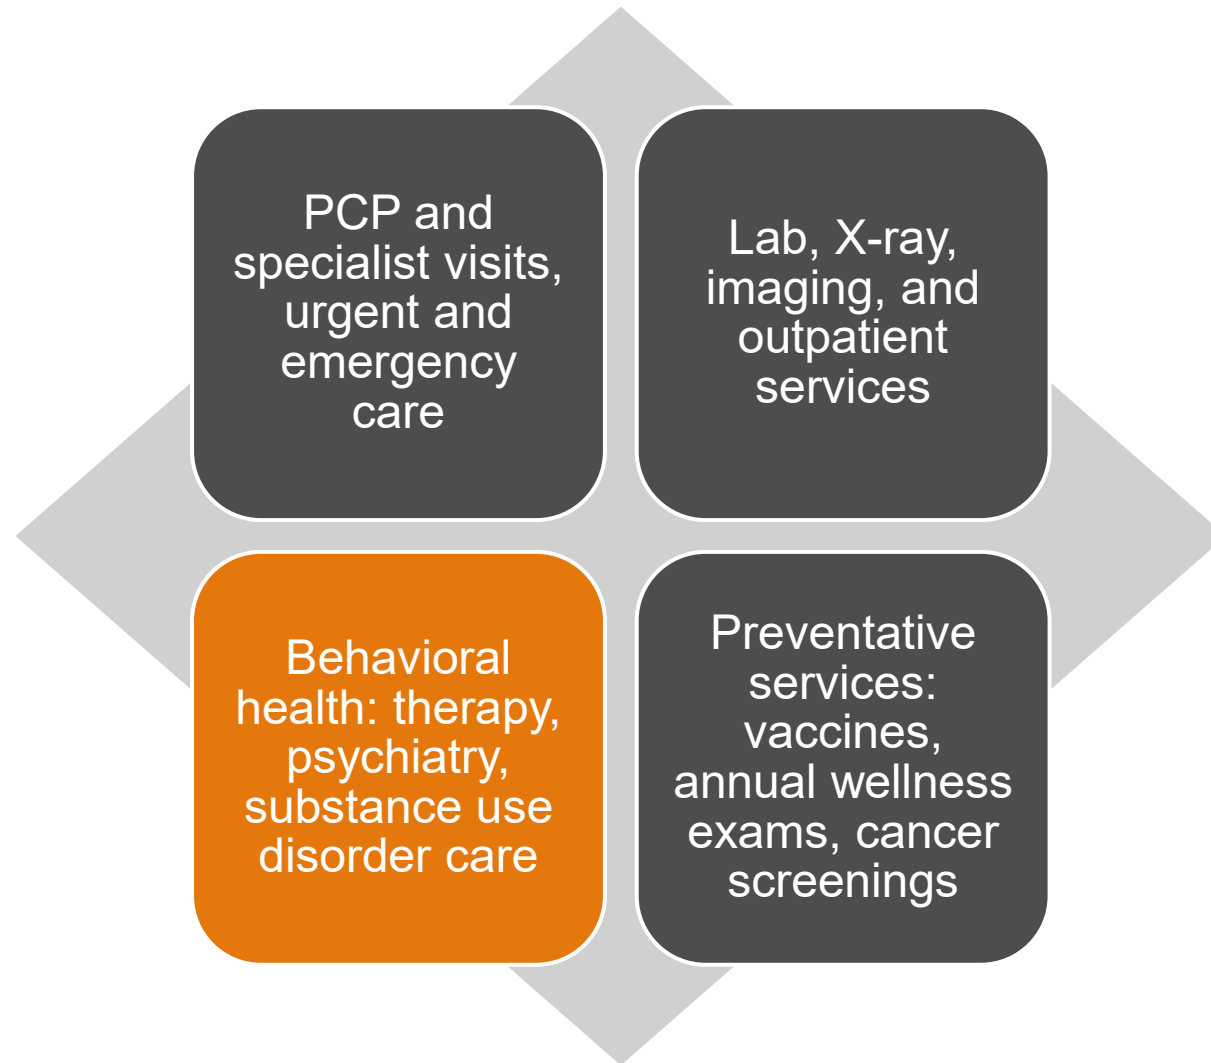 PCP and
specialist visits,
urgent and
emergency
care
Lab, X-ray,
imaging, and
outpatient
services
Behavioral
health: therapy,
psychiatry,
substance use
disorder care
Preventative
services:
vaccines,
annual wellness
exams, cancer
screenings